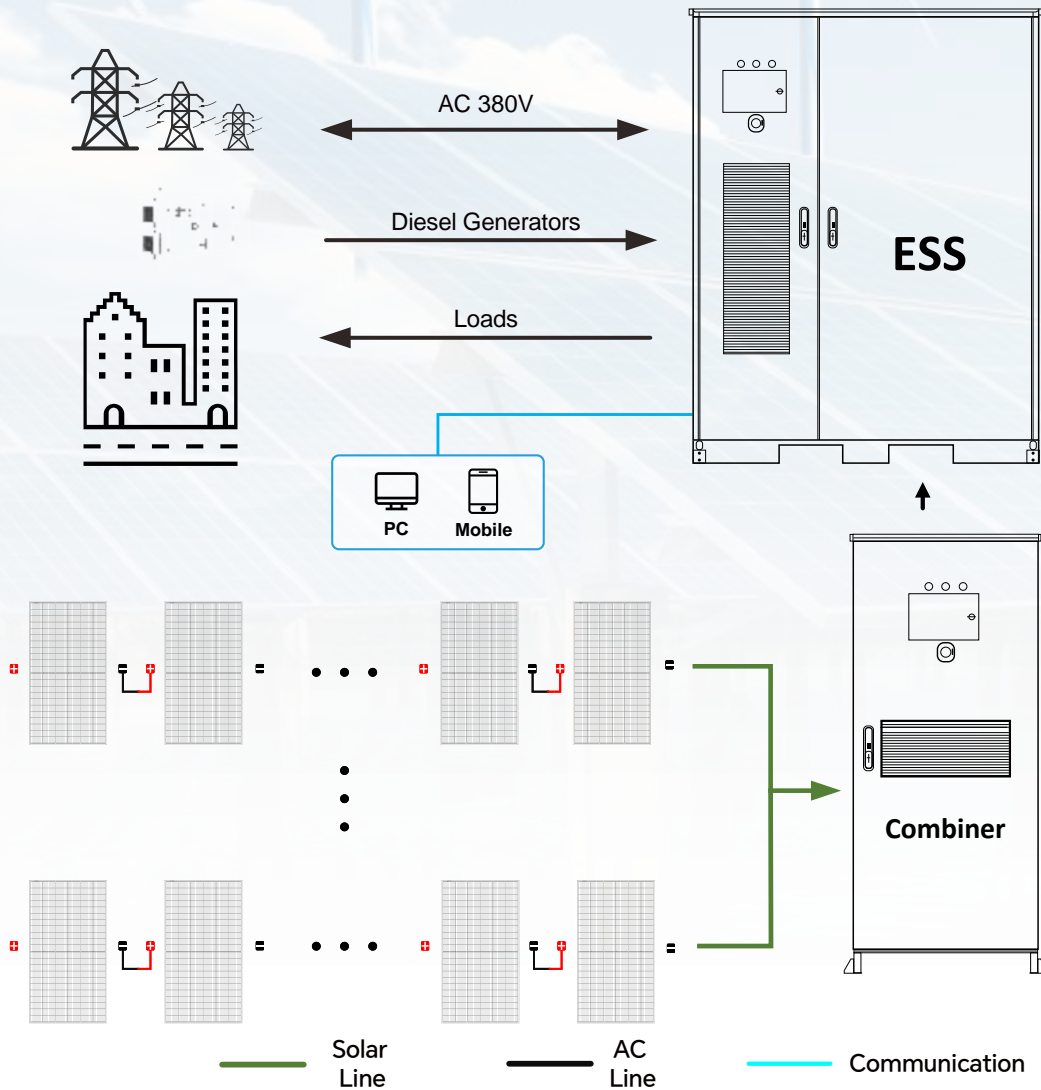 AC 380V
Diesel Generators
ESS
Loads
PC
Mobile
Combiner
Solar
Line
AC
Line
Communication